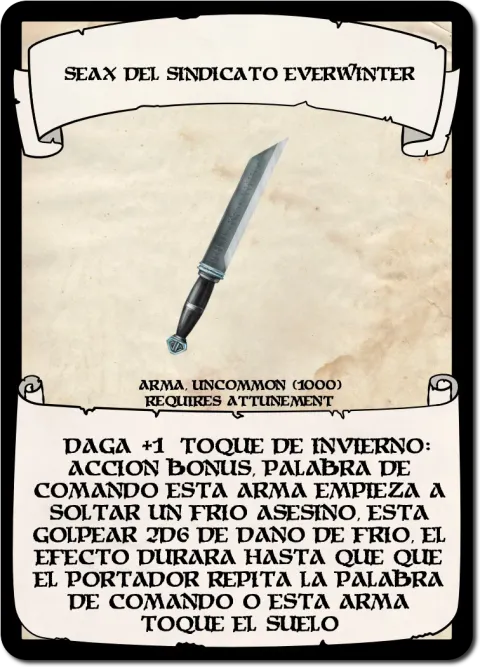 SEAX DEL SINDICATO EVERWINTER
ARMA, UNCOMMON (1000)
REQUIRES ATTUNEMENT
DAGA +1 TOQUE DE INVIERNO:
ACCION BONUS, PALABRA DE
COMANDO ESTA ARMA EMPIEZA A
SOLTAR UN FRIO ASESINO, ESTA
GOLPEAR 2D6 DE DANO DE FRIO, EL
EFECTO DURARA HASTA QUE QUE
EL PORTADOR REPITA LA PALABRA
DE COMANDO O ESTA ARMA
TOQUE EL SUELO